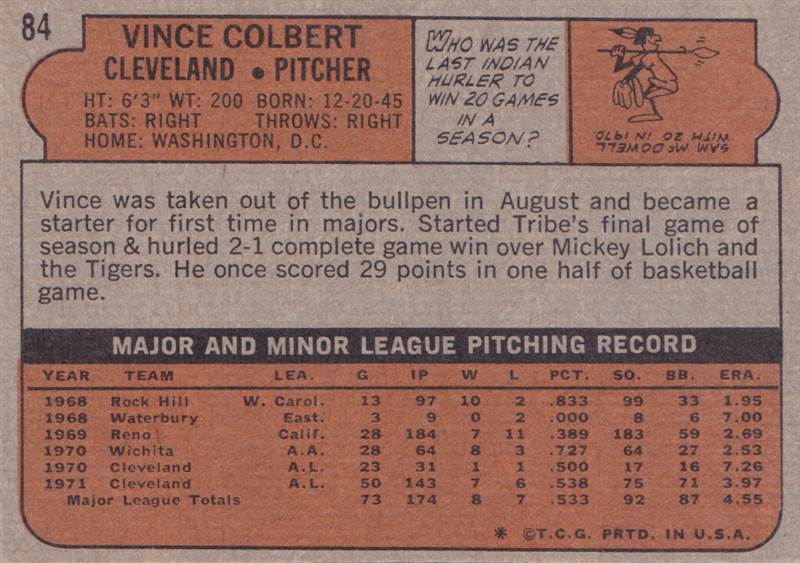 84
VINCE COLBERT
CLEVELAND • PITCHER
HT: 6'3" WT: 200 BORN: 12-20-45
BATS: RIGHT THROWS: RIGHT
HOME: WASHINGTON, D.C.
WHO WAS THE
LAST INDIAN
HURLER TO
WIN 20 GAMES
IN A
SEASON?
SAM McDOWELL
WITH 20 IN 1970
Vince was taken out of the bullpen in August and became a
starter for first time in majors. Started Tribe's final game of
season & hurled 2-1 complete game win over Mickey Lolich and
the Tigers. He once scored 29 points in one half of basketball
game.
MAJOR AND MINOR LEAGUE PITCHING RECORD
YEAR TEAM LEA. G IP W L PCT. SO. BB. ERA.
1968 Rock Hill W. Carol. 13 97 10 2 .833 99 33 1.95
1968 Waterbury East. 3 9 0 2 .000 8 6 7.00
1969 Reno Calif. 28 184 7 11 .389 183 59 2.69
1970 Wichita A.A. 28 64 8 3 .727 64 27 2.53
1970 Cleveland A.L. 23 31 1 1 .500 17 16 7.26
1971 Cleveland A.L. 50 143 7 6 .538 75 71 3.97
Major League Totals 73 174 8 7 .533 92 87 4.55
* ©T.C.G. PRTD. IN U.S.A.